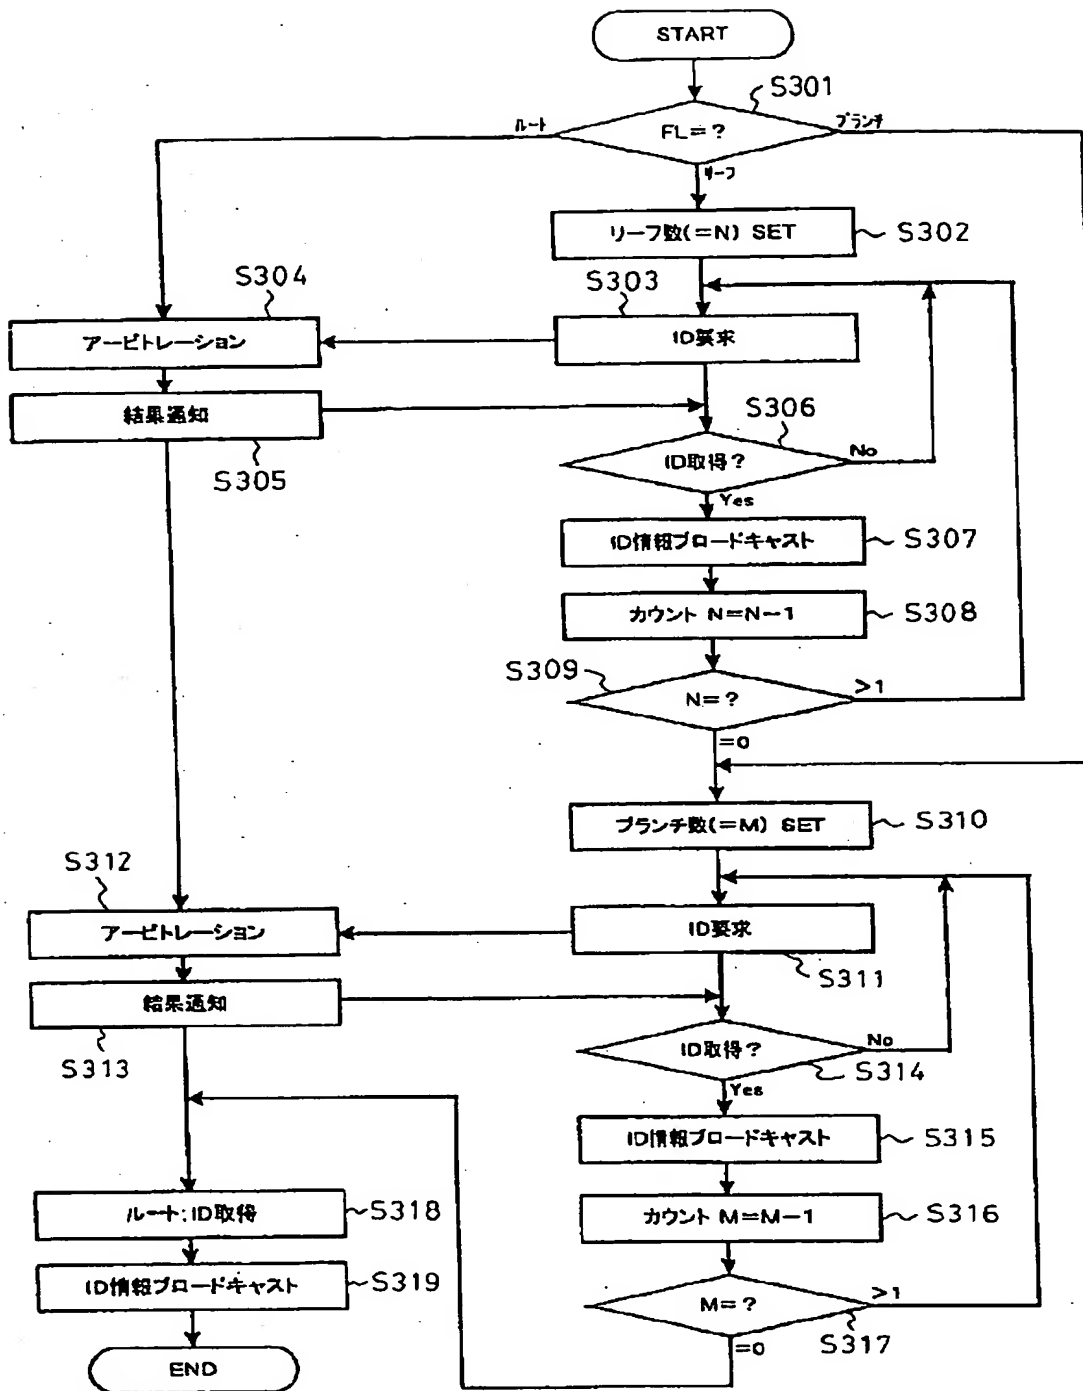 START
S301
ルート
FL=?
ブランチ
リーフ
リーフ数(=N) SET
S302
S304
S303
アービトレーション
ID要求
結果通知
S305
S306
ID取得?
No
Yes
ID情報ブロードキャスト
S307
カウント N=N-1
S308
S309
N=?
>1
=0
ブランチ数(=M) SET
S310
S312
アービトレーション
ID要求
S311
結果通知
S313
ID取得?
No
S314
Yes
ID情報ブロードキャスト
S315
ルート:ID取得
S318
カウント M=M-1
S316
ID情報ブロードキャスト
S319
M=?
>1
S317
=0
END